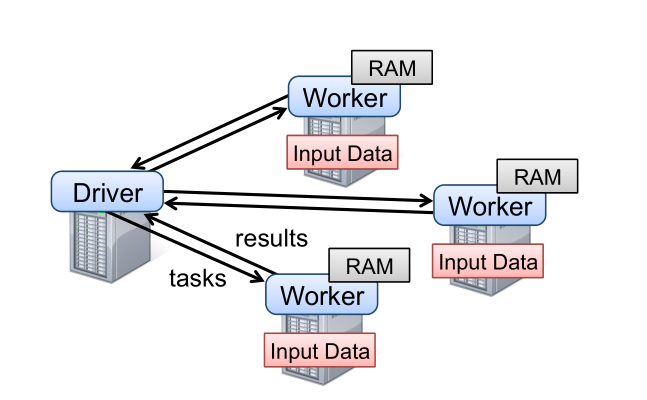 RAM
Worker
Input Data
Driver
RAM
Worker
Input Data
results
tasks
RAM
Worker
Input Data